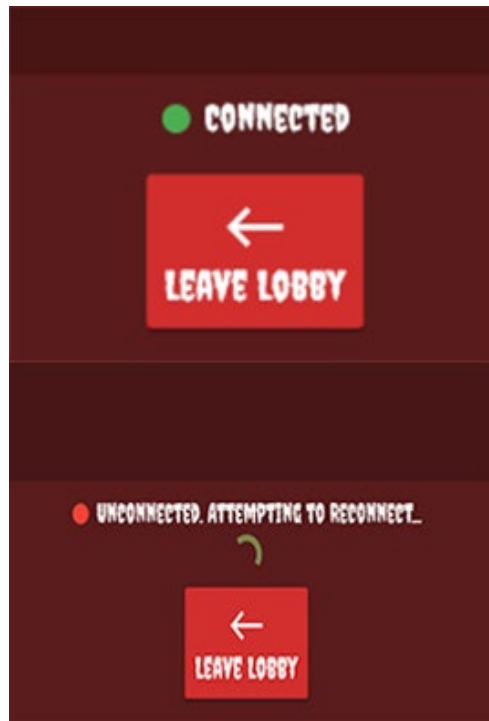 CONNECTED
LEAVE LOBBY
UNCONNECTED. ATTEMPTING TO RECONNECT...
LEAVE LOBBY